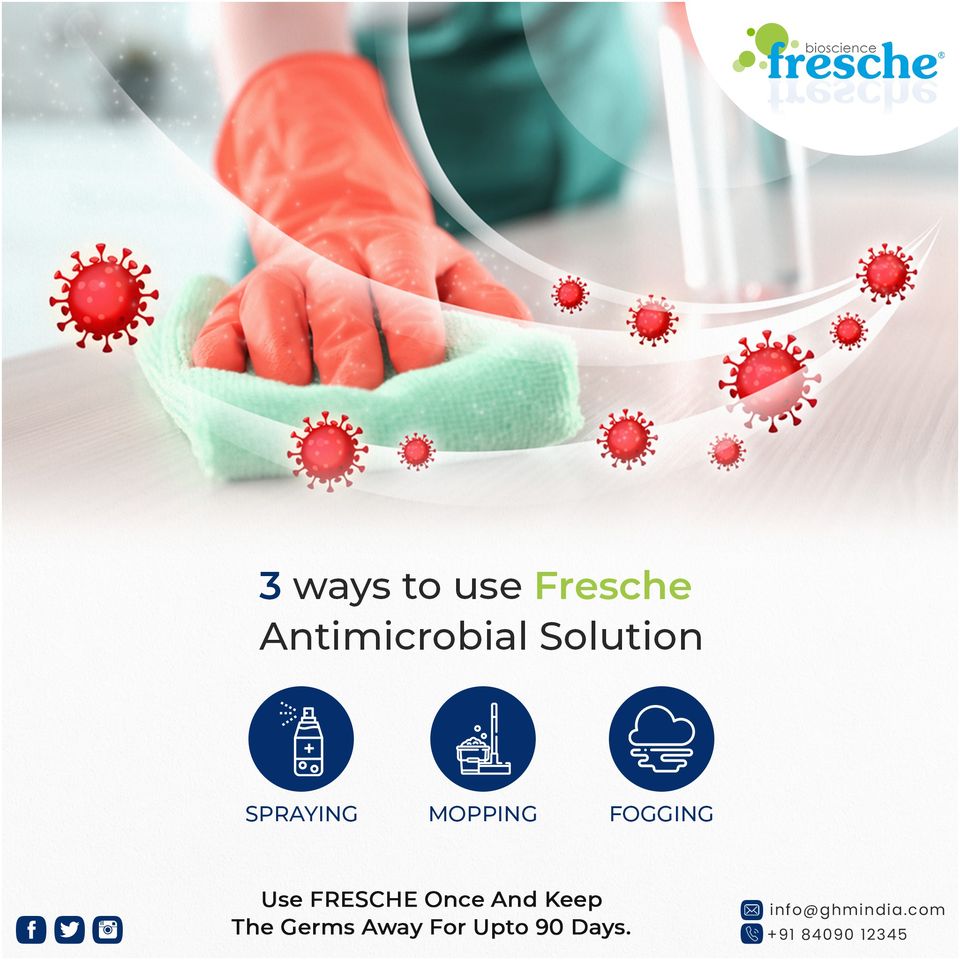 bioscience
fresche®
3 ways to use Fresche
Antimicrobial Solution
SPRAYING
MOPPING
FOGGING
Use FRESCHE Once And Keep
The Germs Away For Upto 90 Days.
info@ghmindia.com
+91 84090 12345